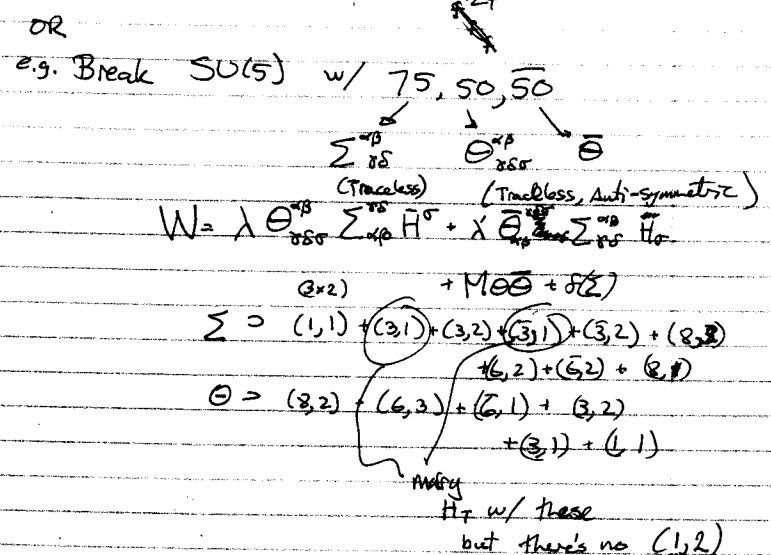 OR
e.g. Break SU(5) w/ 75, 50, 5̅0̅
Σ^{αβ}_{γδ} Θ^{αβ}_{γδσ} Θ̅
(Traceless) (Traceless, Anti-symmetric)
W = λ Θ^{αβ}_{γδσ} Σ^{γδ}_{αβ} H̅^σ + λ' Θ̅ Σ^{αβ}_{γδ} H_σ
(3×2) + MΘΘ̅ + f(Σ)
Σ ⊃ (1,1) + (3,1) + (3,2) + (3̅,1) + (3̅,2) + (8,3)
+(6,2) + (6̅,2) + (8,1)
Θ ⊃ (8,2) + (6,3) + (6̅,1) + (3,2)
+ (3̅,1) + (1,1)
marry
H_T w/ these
but there's no (1,2)